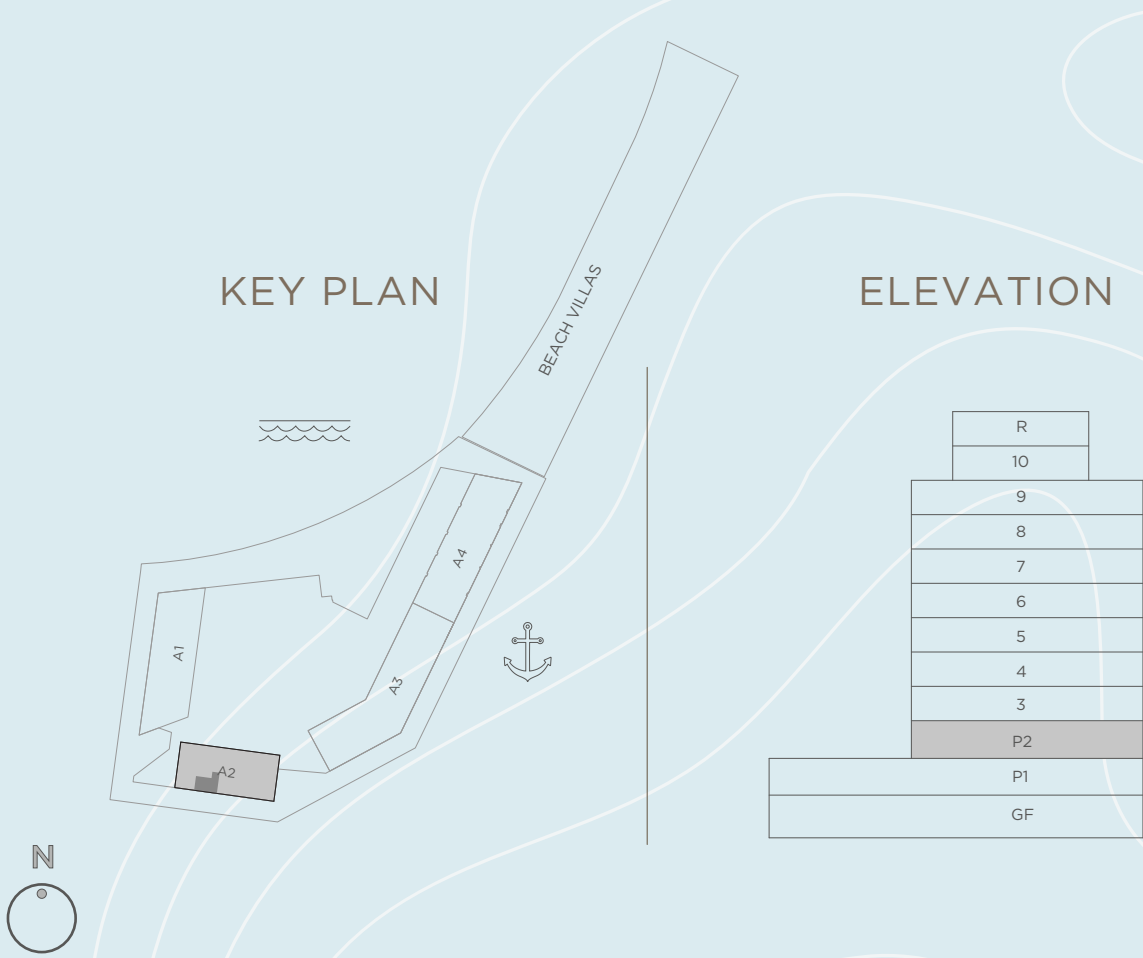 KEY PLAN
ELEVATION
BEACH VILLAS
A4
A1
A3
A2
N
R
10
9
8
7
6
5
4
3
P2
P1
GF